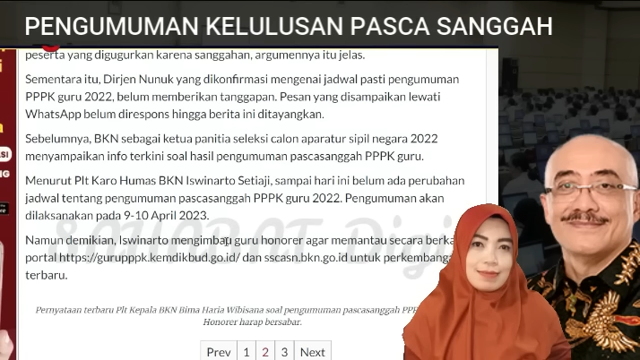 PENGUMUMAN KELULUSAN PASCA SANGGAH
peserta yang digugurkan karena sanggahan, argumennya itu jelas.
Sementara itu, Dirjen Nunuk yang dikonfirmasi mengenai jadwal pasti pengumuman
PPPK guru 2022, belum memberikan tanggapan. Pesan yang disampaikan lewati
WhatsApp belum direspons hingga berita ini ditayangkan.
Sebelumnya, BKN sebagai ketua panitia seleksi calon aparatur sipil negara 2022
menyampaikan info terkini soal hasil pengumuman pascasanggah PPPK guru.
Menurut Plt Karo Humas BKN Iswinarto Setiaji, sampai hari ini belum ada perubahan
jadwal tentang pengumuman pascasanggah PPPK guru 2022. Pengumuman akan
dilaksanakan pada 9-10 April 2023.
Namun demikian, Iswinarto mengimbau guru honorer agar memantau secara berka
portal https://gurupppk.kemdikbud.go.id/ dan sscasn.bkn.go.id untuk perkembanga
terbaru.
Pernyataan terbaru Plt Kepala BKN Bima Haria Wibisana soal pengumuman pascasanggah PPP
Honorer harap bersabar.
Prev 1 2 3 Next